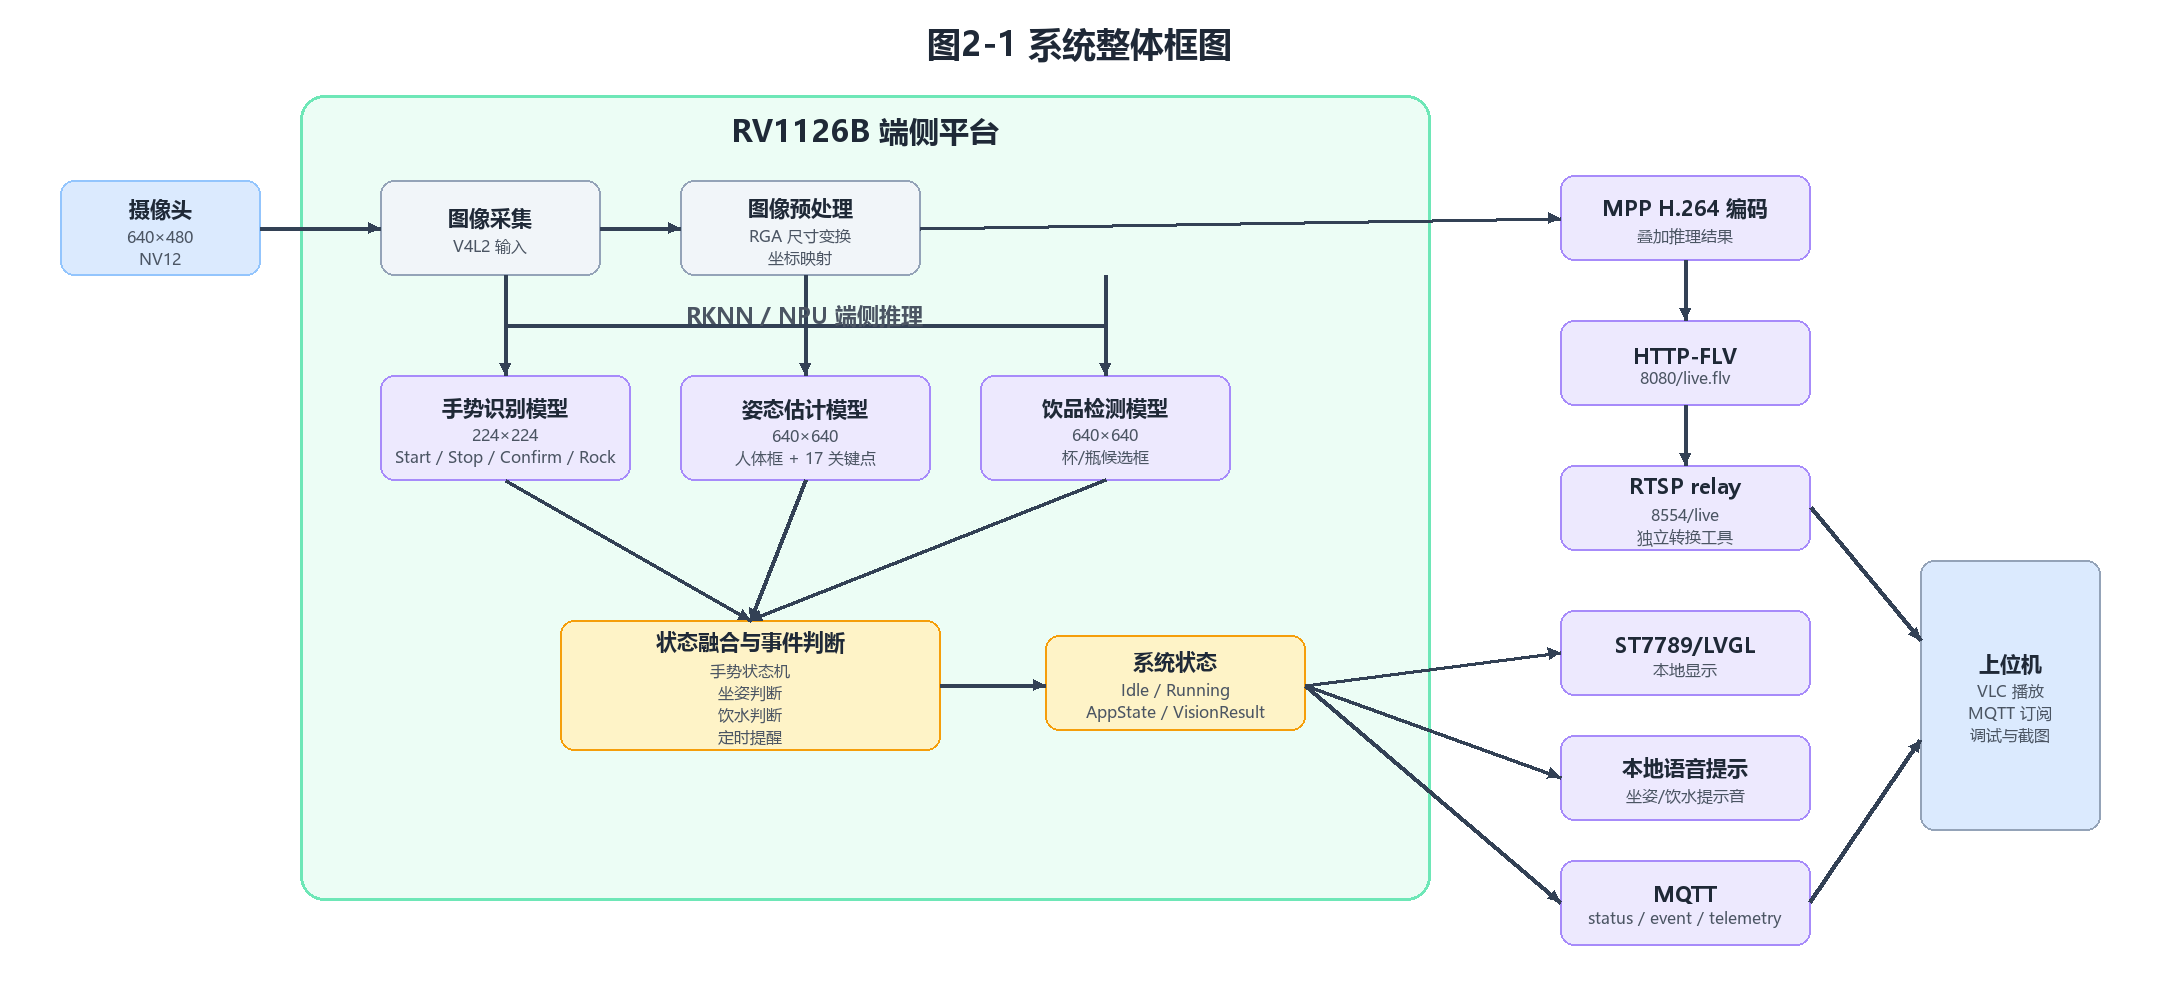 图2-1 系统整体框图
RV1126B 端侧平台
摄像头
640×480
NV12
图像采集
V4L2 输入
图像预处理
RGA 尺寸变换
坐标映射
MPP H.264 编码
叠加推理结果
RKNN / NPU 端侧推理
HTTP-FLV
8080/live.flv
手势识别模型
224×224
Start / Stop / Confirm / Rock
姿态估计模型
640×640
人体框 + 17 关键点
饮品检测模型
640×640
杯/瓶候选框
RTSP relay
8554/live
独立转换工具
状态融合与事件判断
手势状态机
坐姿判断
饮水判断
定时提醒
系统状态
Idle / Running
AppState / VisionResult
ST7789/LVGL
本地显示
上位机
VLC 播放
MQTT 订阅
调试与截图
本地语音提示
坐姿/饮水提示音
MQTT
status / event / telemetry